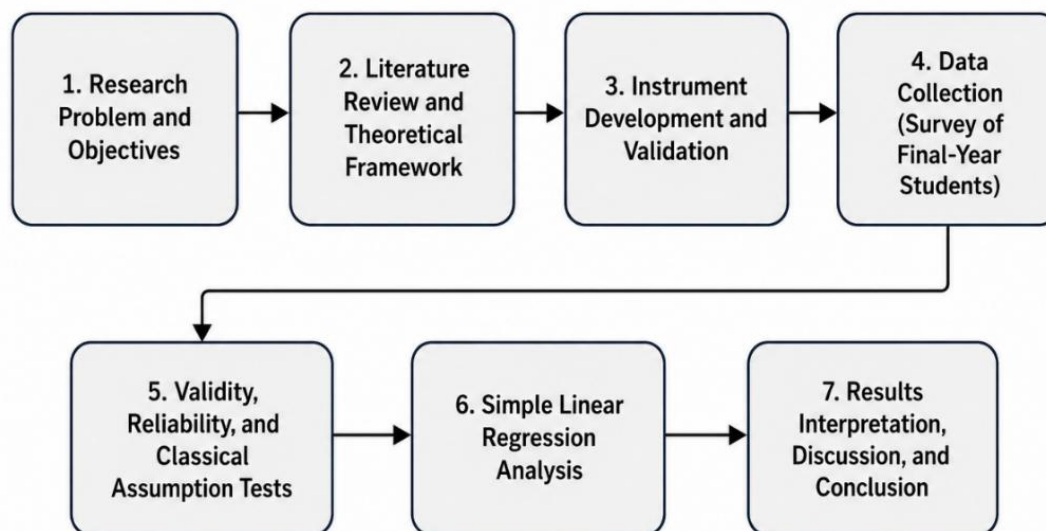 1. Research
Problem and
Objectives
2. Literature
Review and
Theoretical
Framework
3. Instrument
Development and
Validation
4. Data
Collection
(Survey of
Final-Year
Students)
5. Validity,
Reliability, and
Classical
Assumption Tests
6. Simple Linear
Regression
Analysis
7. Results
Interpretation,
Discussion, and
Conclusion